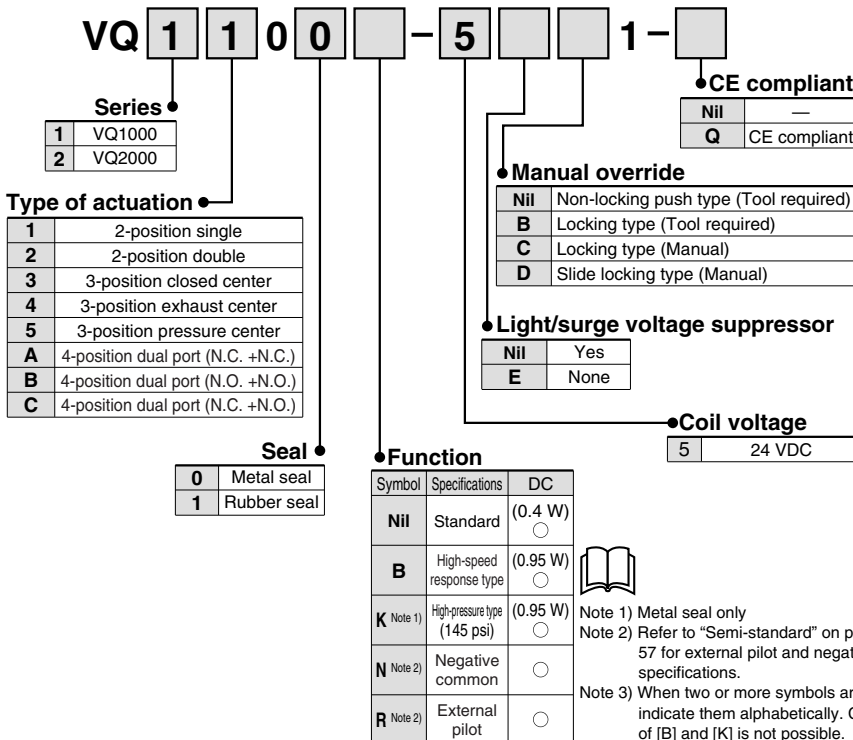 VQ 1 1 0 0 – 5 1 –
CE compliant
Nil —
Q CE compliant
Series
1 VQ1000
2 VQ2000
Manual override
Nil Non-locking push type (Tool required)
B Locking type (Tool required)
C Locking type (Manual)
D Slide locking type (Manual)
Type of actuation
1 2-position single
2 2-position double
3 3-position closed center
4 3-position exhaust center
5 3-position pressure center
A 4-position dual port (N.C. +N.C.)
B 4-position dual port (N.O. +N.O.)
C 4-position dual port (N.C. +N.O.)
Light/surge voltage suppressor
Nil Yes
E None
Coil voltage
5 24 VDC
Seal
0 Metal seal
1 Rubber seal
Function
Symbol Specifications DC
Nil Standard (0.4 W) ○
B High-speed response type (0.95 W) ○
K Note 1) High-pressure type (145 psi) (0.95 W) ○
N Note 2) Negative common ○
R Note 2) External pilot ○
Note 1) Metal seal only
Note 2) Refer to “Semi-standard” on p
57 for external pilot and negat
specifications.
Note 3) When two or more symbols ar
indicate them alphabetically. C
of [B] and [K] is not possible.